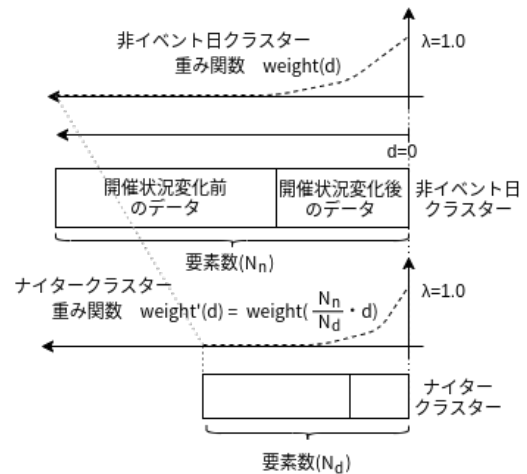 非イベント日クラスター
重み関数 weight(d)
λ=1.0
d=0
開催状況変化前
のデータ
開催状況変化後
のデータ
非イベント日
クラスター
要素数(Nn)
ナイタークラスター
重み関数 weight'(d) = weight(Nn/Nd・d)
λ=1.0
ナイター
クラスター
要素数(Nd)